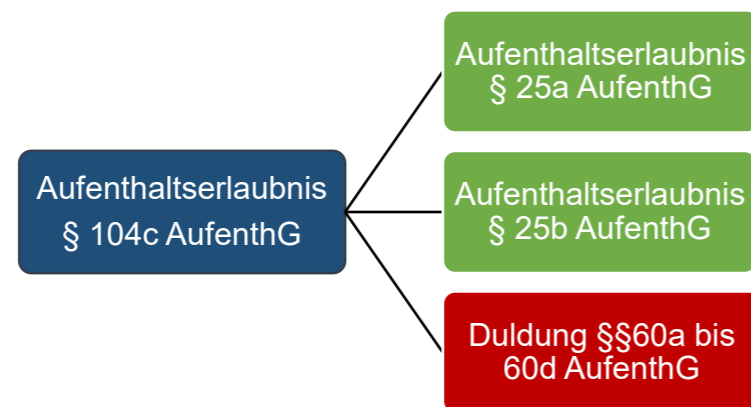 Aufenthaltserlaubnis
§ 104c AufenthG
Aufenthaltserlaubnis
§ 25a AufenthG
Aufenthaltserlaubnis
§ 25b AufenthG
Duldung §§60a bis
60d AufenthG